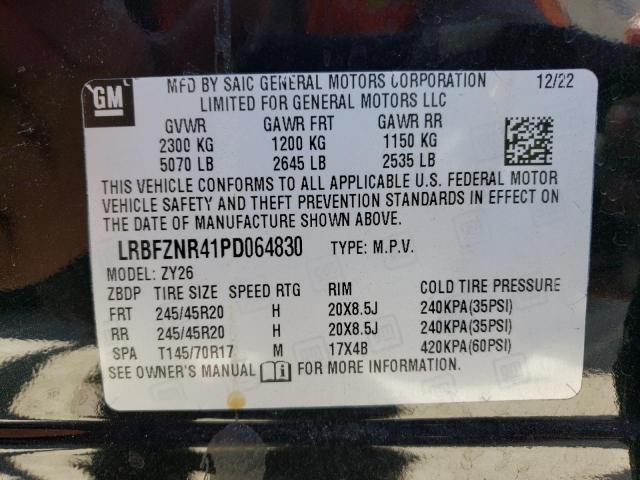 GM
MFD BY SAIC GENERAL MOTORS CORPORATION 12/22
LIMITED FOR GENERAL MOTORS LLC
GVWR GAWR FRT GAWR RR
2300 KG 1200 KG 1150 KG
5070 LB 2645 LB 2535 LB
THIS VEHICLE CONFORMS TO ALL APPLICABLE U.S. FEDERAL MOTOR
VEHICLE SAFETY AND THEFT PREVENTION STANDARDS IN EFFECT ON
THE DATE OF MANUFACTURE SHOWN ABOVE.
LRBFZNR41PD064830 TYPE: M.P.V.
MODEL: ZY26
ZBDP TIRE SIZE SPEED RTG RIM COLD TIRE PRESSURE
FRT 245/45R20 H 20X8.5J 240KPA(35PSI)
RR 245/45R20 H 20X8.5J 240KPA(35PSI)
SPA T145/70R17 M 17X4B 420KPA(60PSI)
SEE OWNER'S MANUAL FOR MORE INFORMATION.